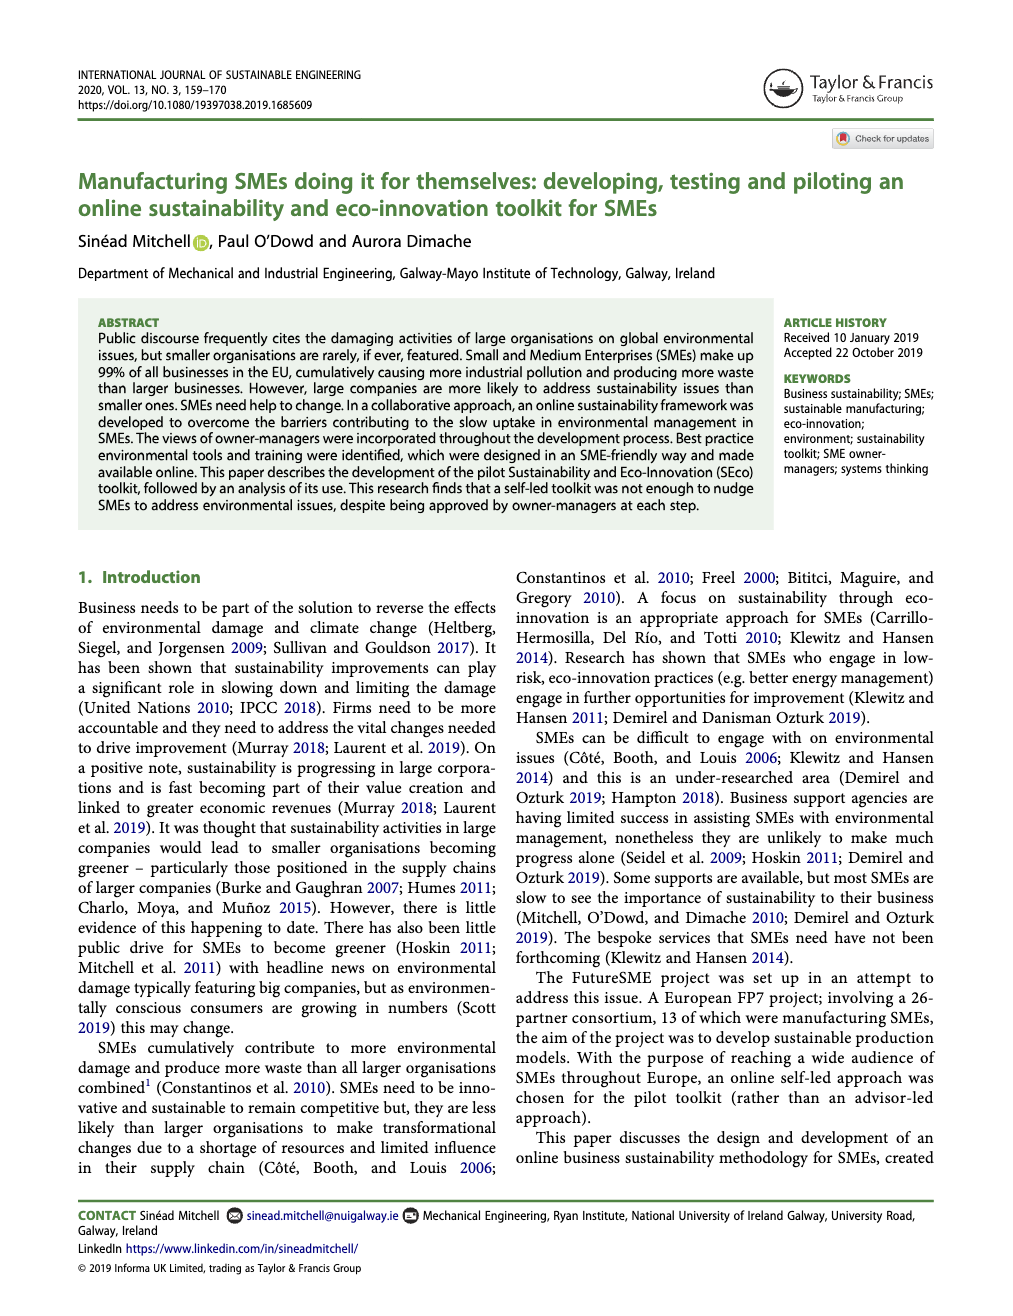 INTERNATIONAL JOURNAL OF SUSTAINABLE ENGINEERING
2020, VOL. 13, NO. 3, 159–170
https://doi.org/10.1080/19397038.2019.1685609
Taylor & Francis
Taylor & Francis Group
Check for updates
Manufacturing SMEs doing it for themselves: developing, testing and piloting an
online sustainability and eco-innovation toolkit for SMEs
Sinéad Mitchell iD, Paul O’Dowd and Aurora Dimache
Department of Mechanical and Industrial Engineering, Galway-Mayo Institute of Technology, Galway, Ireland
ABSTRACT
Public discourse frequently cites the damaging activities of large organisations on global environmental
issues, but smaller organisations are rarely, if ever, featured. Small and Medium Enterprises (SMEs) make up
99% of all businesses in the EU, cumulatively causing more industrial pollution and producing more waste
than larger businesses. However, large companies are more likely to address sustainability issues than
smaller ones. SMEs need help to change. In a collaborative approach, an online sustainability framework was
developed to overcome the barriers contributing to the slow uptake in environmental management in
SMEs. The views of owner-managers were incorporated throughout the development process. Best practice
environmental tools and training were identified, which were designed in an SME-friendly way and made
available online. This paper describes the development of the pilot Sustainability and Eco-Innovation (SEco)
toolkit, followed by an analysis of its use. This research finds that a self-led toolkit was not enough to nudge
SMEs to address environmental issues, despite being approved by owner-managers at each step.
ARTICLE HISTORY
Received 10 January 2019
Accepted 22 October 2019
KEYWORDS
Business sustainability; SMEs;
sustainable manufacturing;
eco-innovation;
environment; sustainability
toolkit; SME owner-
managers; systems thinking
1. Introduction
Business needs to be part of the solution to reverse the effects
of environmental damage and climate change (Heltberg,
Siegel, and Jorgensen 2009; Sullivan and Gouldson 2017). It
has been shown that sustainability improvements can play
a significant role in slowing down and limiting the damage
(United Nations 2010; IPCC 2018). Firms need to be more
accountable and they need to address the vital changes needed
to drive improvement (Murray 2018; Laurent et al. 2019). On
a positive note, sustainability is progressing in large corpora-
tions and is fast becoming part of their value creation and
linked to greater economic revenues (Murray 2018; Laurent
et al. 2019). It was thought that sustainability activities in large
companies would lead to smaller organisations becoming
greener – particularly those positioned in the supply chains
of larger companies (Burke and Gaughran 2007; Humes 2011;
Charlo, Moya, and Muñoz 2015). However, there is little
evidence of this happening to date. There has also been little
public drive for SMEs to become greener (Hoskin 2011;
Mitchell et al. 2011) with headline news on environmental
damage typically featuring big companies, but as environmen-
tally conscious consumers are growing in numbers (Scott
2019) this may change.
SMEs cumulatively contribute to more environmental
damage and produce more waste than all larger organisations
combined1 (Constantinos et al. 2010). SMEs need to be inno-
vative and sustainable to remain competitive but, they are less
likely than larger organisations to make transformational
changes due to a shortage of resources and limited influence
in their supply chain (Côté, Booth, and Louis 2006;
Constantinos et al. 2010; Freel 2000; Bititci, Maguire, and
Gregory 2010). A focus on sustainability through eco-
innovation is an appropriate approach for SMEs (Carrillo-
Hermosilla, Del Río, and Totti 2010; Klewitz and Hansen
2014). Research has shown that SMEs who engage in low-
risk, eco-innovation practices (e.g. better energy management)
engage in further opportunities for improvement (Klewitz and
Hansen 2011; Demirel and Danisman Ozturk 2019).
SMEs can be difficult to engage with on environmental
issues (Côté, Booth, and Louis 2006; Klewitz and Hansen
2014) and this is an under-researched area (Demirel and
Ozturk 2019; Hampton 2018). Business support agencies are
having limited success in assisting SMEs with environmental
management, nonetheless they are unlikely to make much
progress alone (Seidel et al. 2009; Hoskin 2011; Demirel and
Ozturk 2019). Some supports are available, but most SMEs are
slow to see the importance of sustainability to their business
(Mitchell, O’Dowd, and Dimache 2010; Demirel and Ozturk
2019). The bespoke services that SMEs need have not been
forthcoming (Klewitz and Hansen 2014).
The FutureSME project was set up in an attempt to
address this issue. A European FP7 project; involving a 26-
partner consortium, 13 of which were manufacturing SMEs,
the aim of the project was to develop sustainable production
models. With the purpose of reaching a wide audience of
SMEs throughout Europe, an online self-led approach was
chosen for the pilot toolkit (rather than an advisor-led
approach).
This paper discusses the design and development of an
online business sustainability methodology for SMEs, created
CONTACT Sinéad Mitchell sinead.mitchell@nuigalway.ie Mechanical Engineering, Ryan Institute, National University of Ireland Galway, University Road,
Galway, Ireland
LinkedIn https://www.linkedin.com/in/sineadmitchell/
© 2019 Informa UK Limited, trading as Taylor & Francis Group